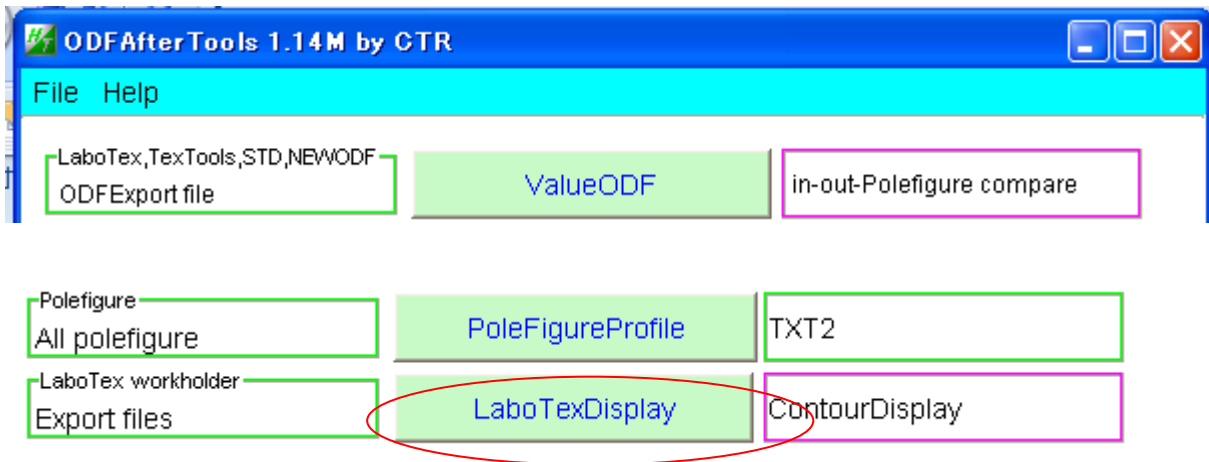 ODFAfterTools 1.14M by CTR
File Help
LaboTex,TexTools,STD,NEWODF
ODFExport file
ValueODF
in-out-Polefigure compare
Polefigure
All polefigure
PoleFigureProfile
TXT2
LaboTex workholder
Export files
LaboTexDisplay
ContourDisplay